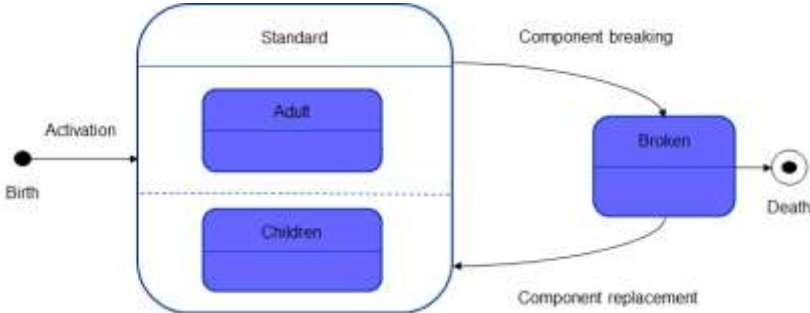 Standard
Component breaking
Adult
Activation
Broken
Birth
Death
Children
Component replacement